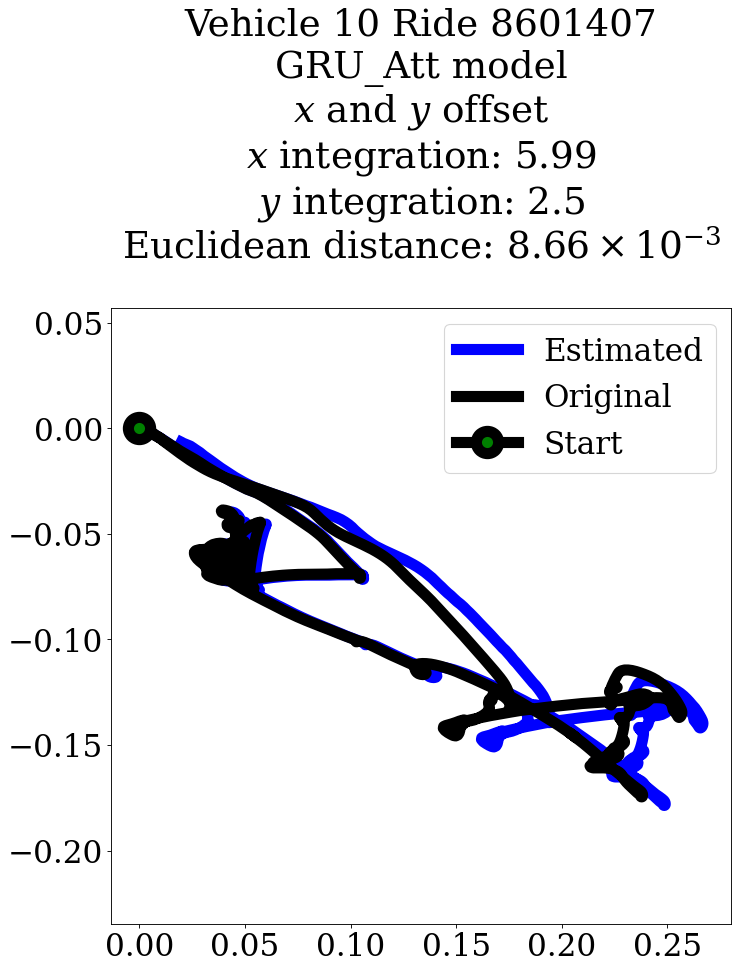 Vehicle 10 Ride 8601407
GRU_Att model
x and y offset
x integration: 5.99
y integration: 2.5
Euclidean distance: 8.66 × 10⁻³
Estimated
Original
Start
0.05
0.00
−0.05
−0.10
−0.15
−0.20
0.00 0.05 0.10 0.15 0.20 0.25